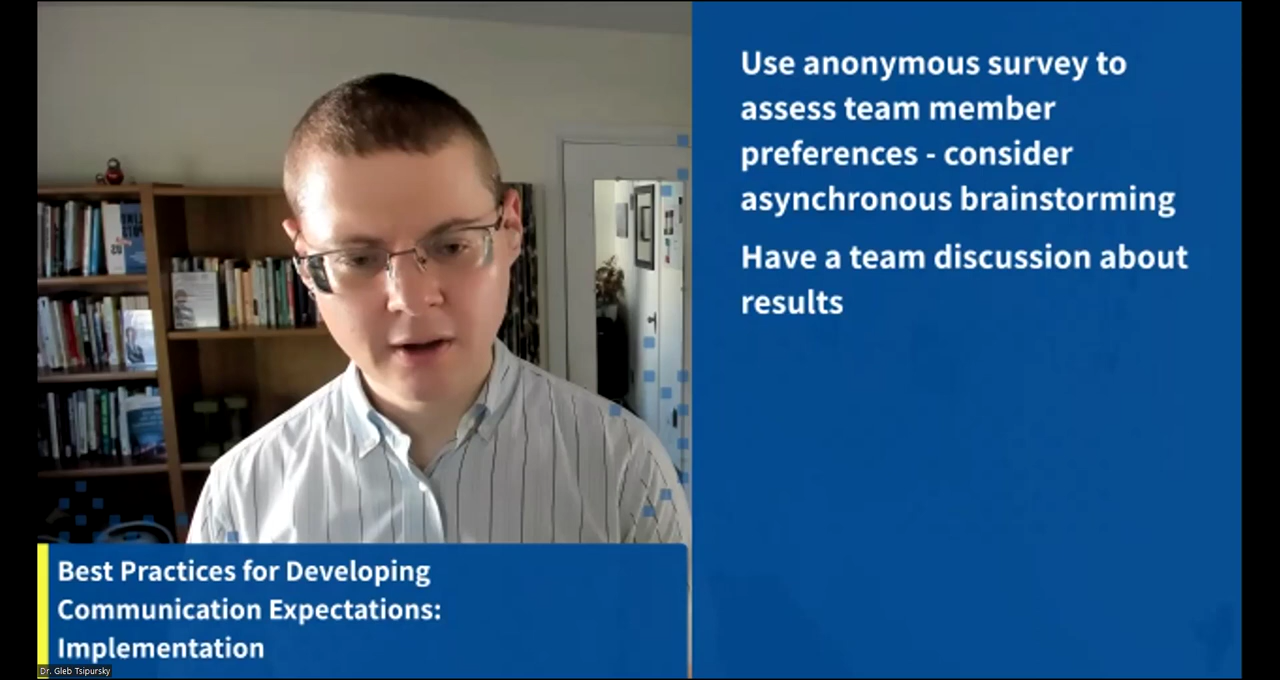 Use anonymous survey to
assess team member
preferences - consider
asynchronous brainstorming
Have a team discussion about
results
Best Practices for Developing
Communication Expectations:
Implementation
Dr. Gleb Tsipursky